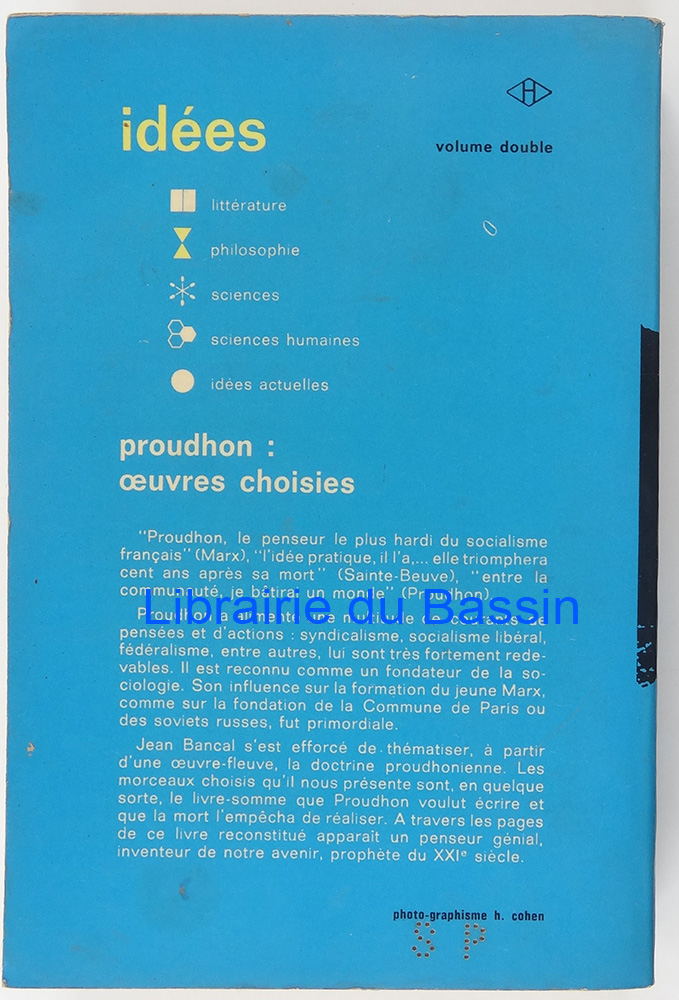 H
idées
volume double
littérature
philosophie
sciences
sciences humaines
idées actuelles
proudhon :
œuvres choisies
"Proudhon, le penseur le plus hardi du socialisme
français" (Marx), "l'idée pratique, il l'a,... elle triomphera
cent ans après sa mort" (Sainte-Beuve), "entre la
communauté, je bâtirai un monde" (Proudhon).
Librairie du Bassin
Proudhon a alimenté une multitude de courants de
pensées et d'actions : syndicalisme, socialisme libéral,
fédéralisme, entre autres, lui sont très fortement rede-
vables. Il est reconnu comme un fondateur de la so-
ciologie. Son influence sur la formation du jeune Marx,
comme sur la fondation de la Commune de Paris ou
des soviets russes, fut primordiale.
Jean Bancal s'est efforcé de thématiser, à partir
d'une œuvre-fleuve, la doctrine proudhonienne. Les
morceaux choisis qu'il nous présente sont, en quelque
sorte, le livre-somme que Proudhon voulut écrire et
que la mort l'empêcha de réaliser. A travers les pages
de ce livre reconstitué apparaît un penseur génial,
inventeur de notre avenir, prophète du XXIe siècle.
photo-graphisme h. cohen
S P